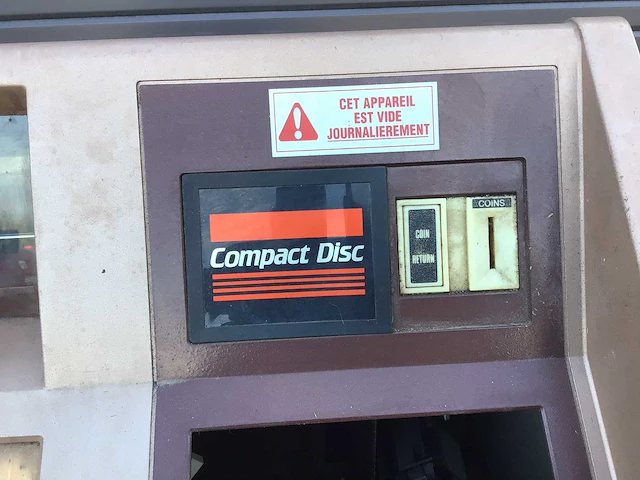 CET APPAREIL
EST VIDE
JOURNALIEREMENT
Compact Disc
COIN
RETURN
COINS